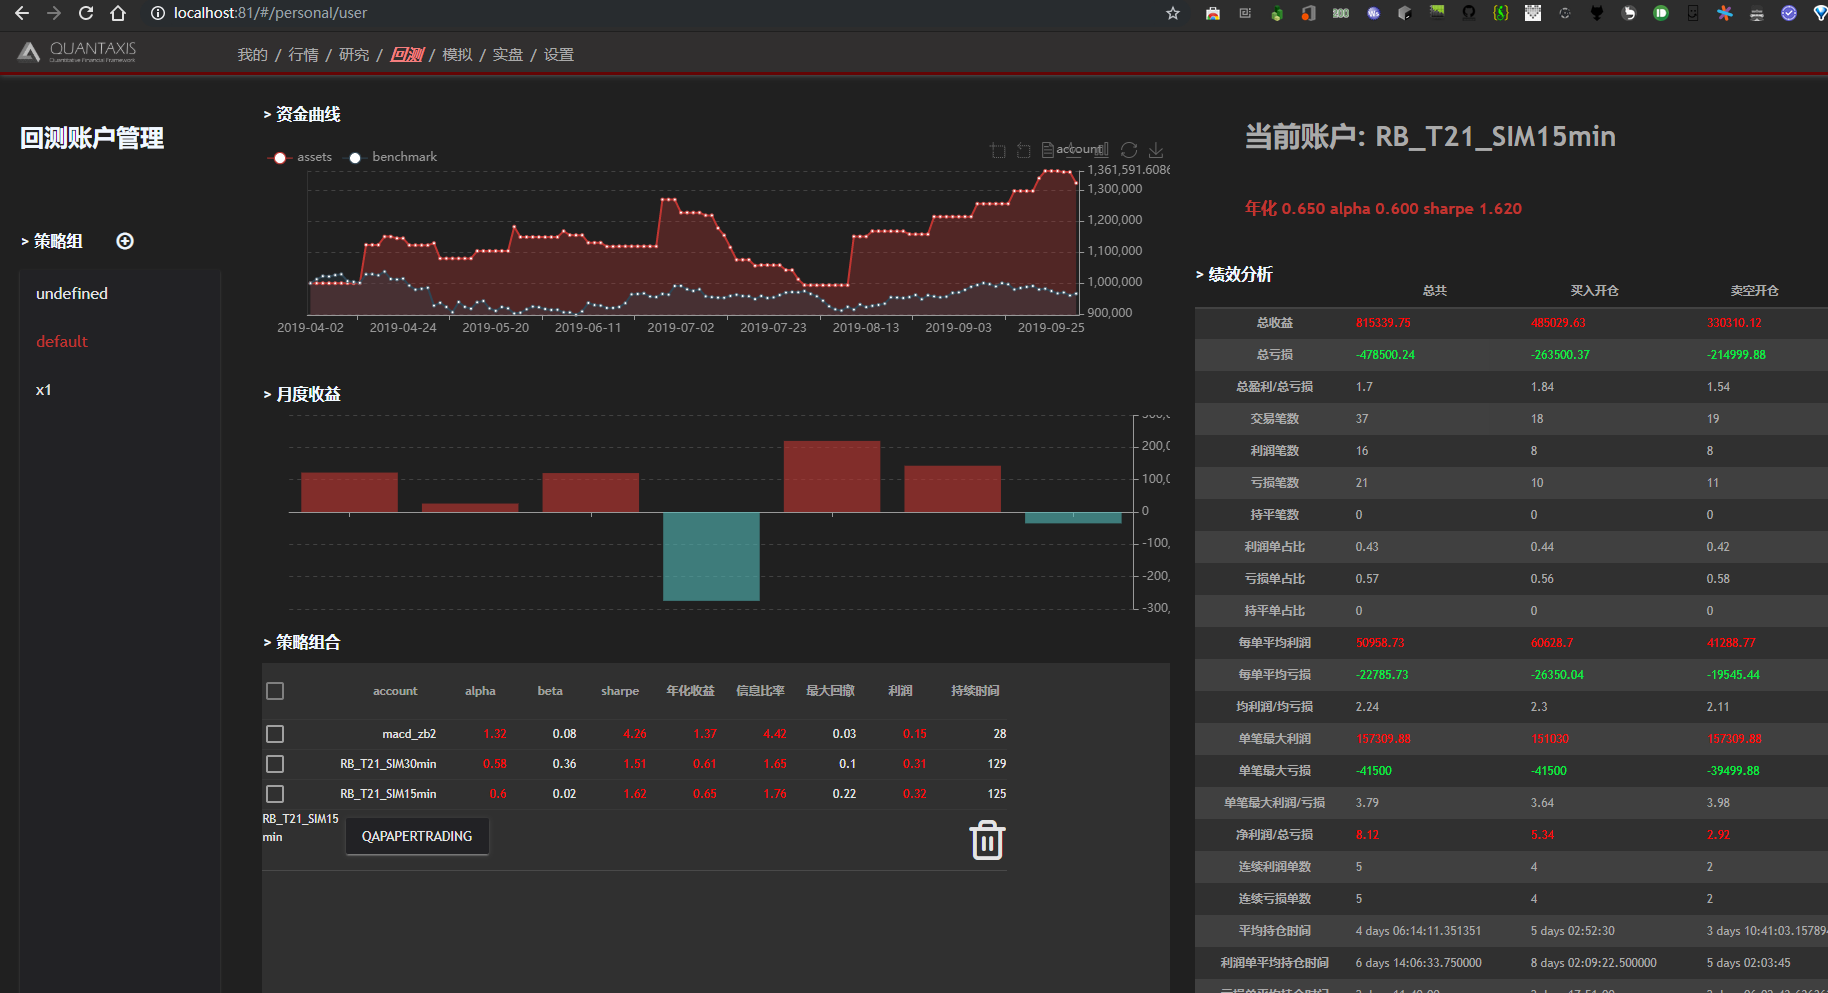 localhost:81/#/personal/user
QUANTAXIS
Quantitative Financial Framework
我的 / 行情 / 研究 / 回测 / 模拟 / 实盘 / 设置
回测账户管理
> 策略组
undefined
default
x1
> 资金曲线
assets
benchmark
account
1,361,591.6086
1,300,000
1,200,000
1,100,000
1,000,000
900,000
2019-04-02 2019-04-24 2019-05-20 2019-06-11 2019-07-02 2019-07-23 2019-08-13 2019-09-03 2019-09-25
> 月度收益
200,0
100,0
0
-100,
-200,
-300,
> 策略组合
account alpha beta sharpe 年化收益 信息比率 最大回撤 利润 持续时间
macd_zb2 1.32 0.08 4.26 1.37 4.42 0.03 0.15 28
RB_T21_SIM30min 0.58 0.36 1.51 0.61 1.65 0.1 0.31 129
RB_T21_SIM15min 0.6 0.02 1.62 0.65 1.76 0.22 0.32 125
RB_T21_SIM15
min
QAPAPERTRADING
当前账户: RB_T21_SIM15min
年化 0.650 alpha 0.600 sharpe 1.620
> 绩效分析
总共 买入开仓 卖空开仓
总收益 815339.75 485029.63 330310.12
总亏损 -478500.24 -263500.37 -214999.88
总盈利/总亏损 1.7 1.84 1.54
交易笔数 37 18 19
利润笔数 16 8 8
亏损笔数 21 10 11
持平笔数 0 0 0
利润单占比 0.43 0.44 0.42
亏损单占比 0.57 0.56 0.58
持平单占比 0 0 0
每单平均利润 50958.73 60628.7 41288.77
每单平均亏损 -22785.73 -26350.04 -19545.44
均利润/均亏损 2.24 2.3 2.11
单笔最大利润 157309.88 151030 157309.88
单笔最大亏损 -41500 -41500 -39499.88
单笔最大利润/亏损 3.79 3.64 3.98
净利润/总亏损 8.12 5.34 2.92
连续利润单数 5 4 2
连续亏损单数 5 4 2
平均持仓时间 4 days 06:14:11.351351 5 days 02:52:30 3 days 10:41:03.15789
利润单平均持仓时间 6 days 14:06:33.750000 8 days 02:09:22.500000 5 days 02:03:45